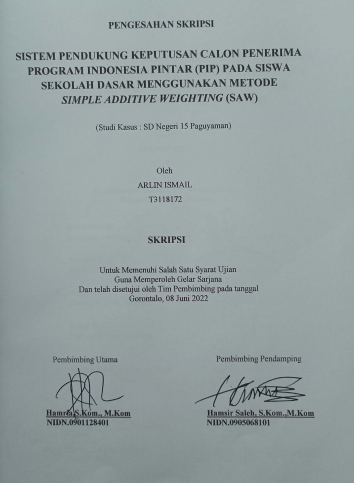 PENGESAHAN SKRIPSI
SISTEM PENDUKUNG KEPUTUSAN CALON PENERIMA
PROGRAM INDONESIA PINTAR (PIP) PADA SISWA
SEKOLAH DASAR MENGGUNAKAN METODE
SIMPLE ADDITIVE WEIGHTING (SAW)
(Studi Kasus : SD Negeri 15 Paguyaman)
Oleh
ARLIN ISMAIL
T3118172
SKRIPSI
Untuk Memenuhi Salah Satu Syarat Ujian
Guna Memperoleh Gelar Sarjana
Dan telah disetujui oleh Tim Pembimbing pada tanggal
Gorontalo, 08 Juni 2022
Pembimbing Utama
Pembimbing Pendamping
S.Kom., M.Kom
Hamsir Saleh, S.Kom.,M.Kom
NIDN.0901128401
NIDN.0905068101